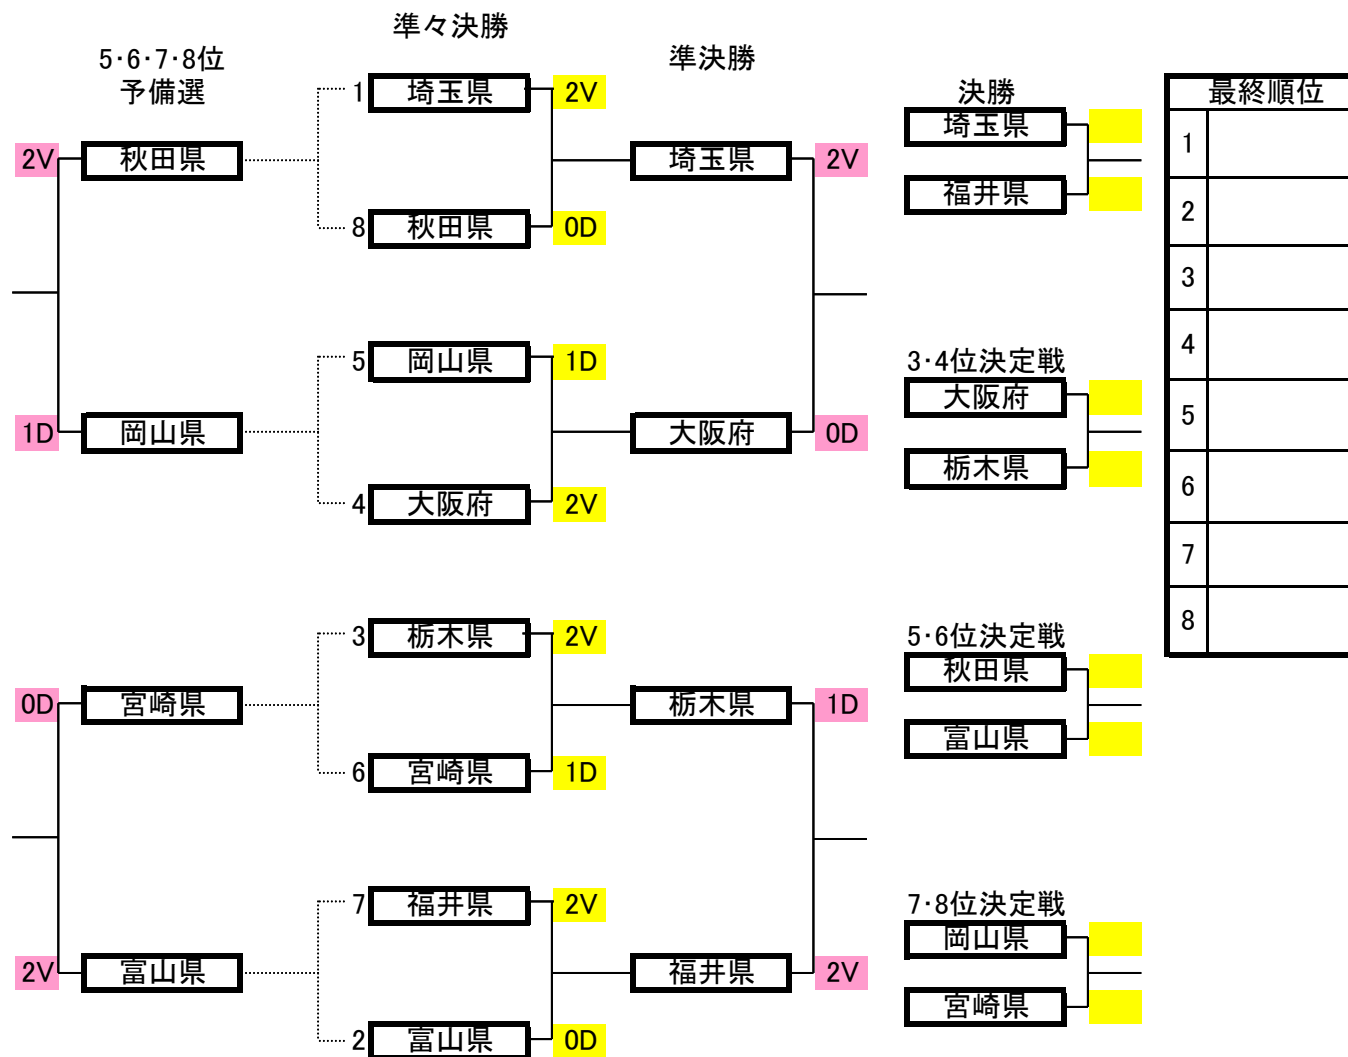 準々決勝
5・6・7・8位
予備選
準決勝
決勝
最終順位
1 埼玉県 2V
埼玉県
2V 秋田県
埼玉県 2V
1
福井県
8 秋田県 0D
2
3
5 岡山県 1D
3・4位決定戦
4
大阪府
1D 岡山県
大阪府 0D
5
栃木県
4 大阪府 2V
6
7
3 栃木県 2V
5・6位決定戦
8
秋田県
0D 宮崎県
栃木県 1D
富山県
6 宮崎県 1D
7 福井県 2V
7・8位決定戦
岡山県
2V 富山県
福井県 2V
宮崎県
2 富山県 0D